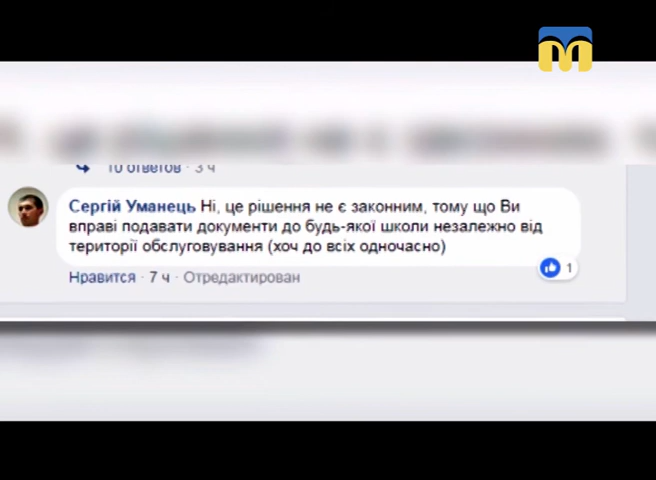 10 ответов · 3 ч
Сергій Уманець Ні, це рішення не є законним, тому що Ви
вправі подавати документи до будь-якої школи незалежно від
території обслуговування (хоч до всіх одночасно)
1
Нравится · 7 ч · Отредактирован